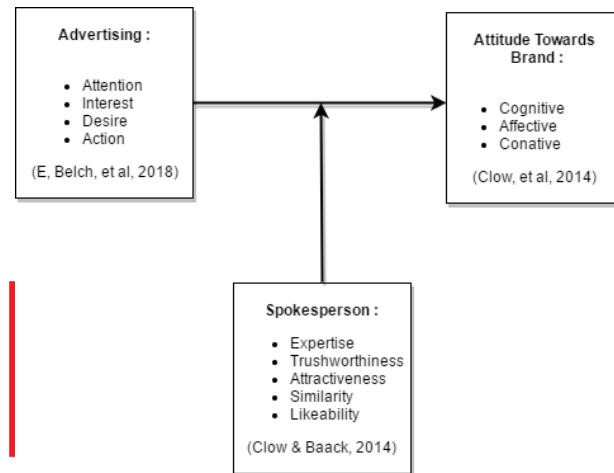 Advertising :
• Attention
• Interest
• Desire
• Action
(E, Belch, et al, 2018)
Attitude Towards
Brand :
• Cognitive
• Affective
• Conative
(Clow, et al, 2014)
Spokesperson :
• Expertise
• Trushworthiness
• Attractiveness
• Similarity
• Likeability
(Clow & Baack, 2014)